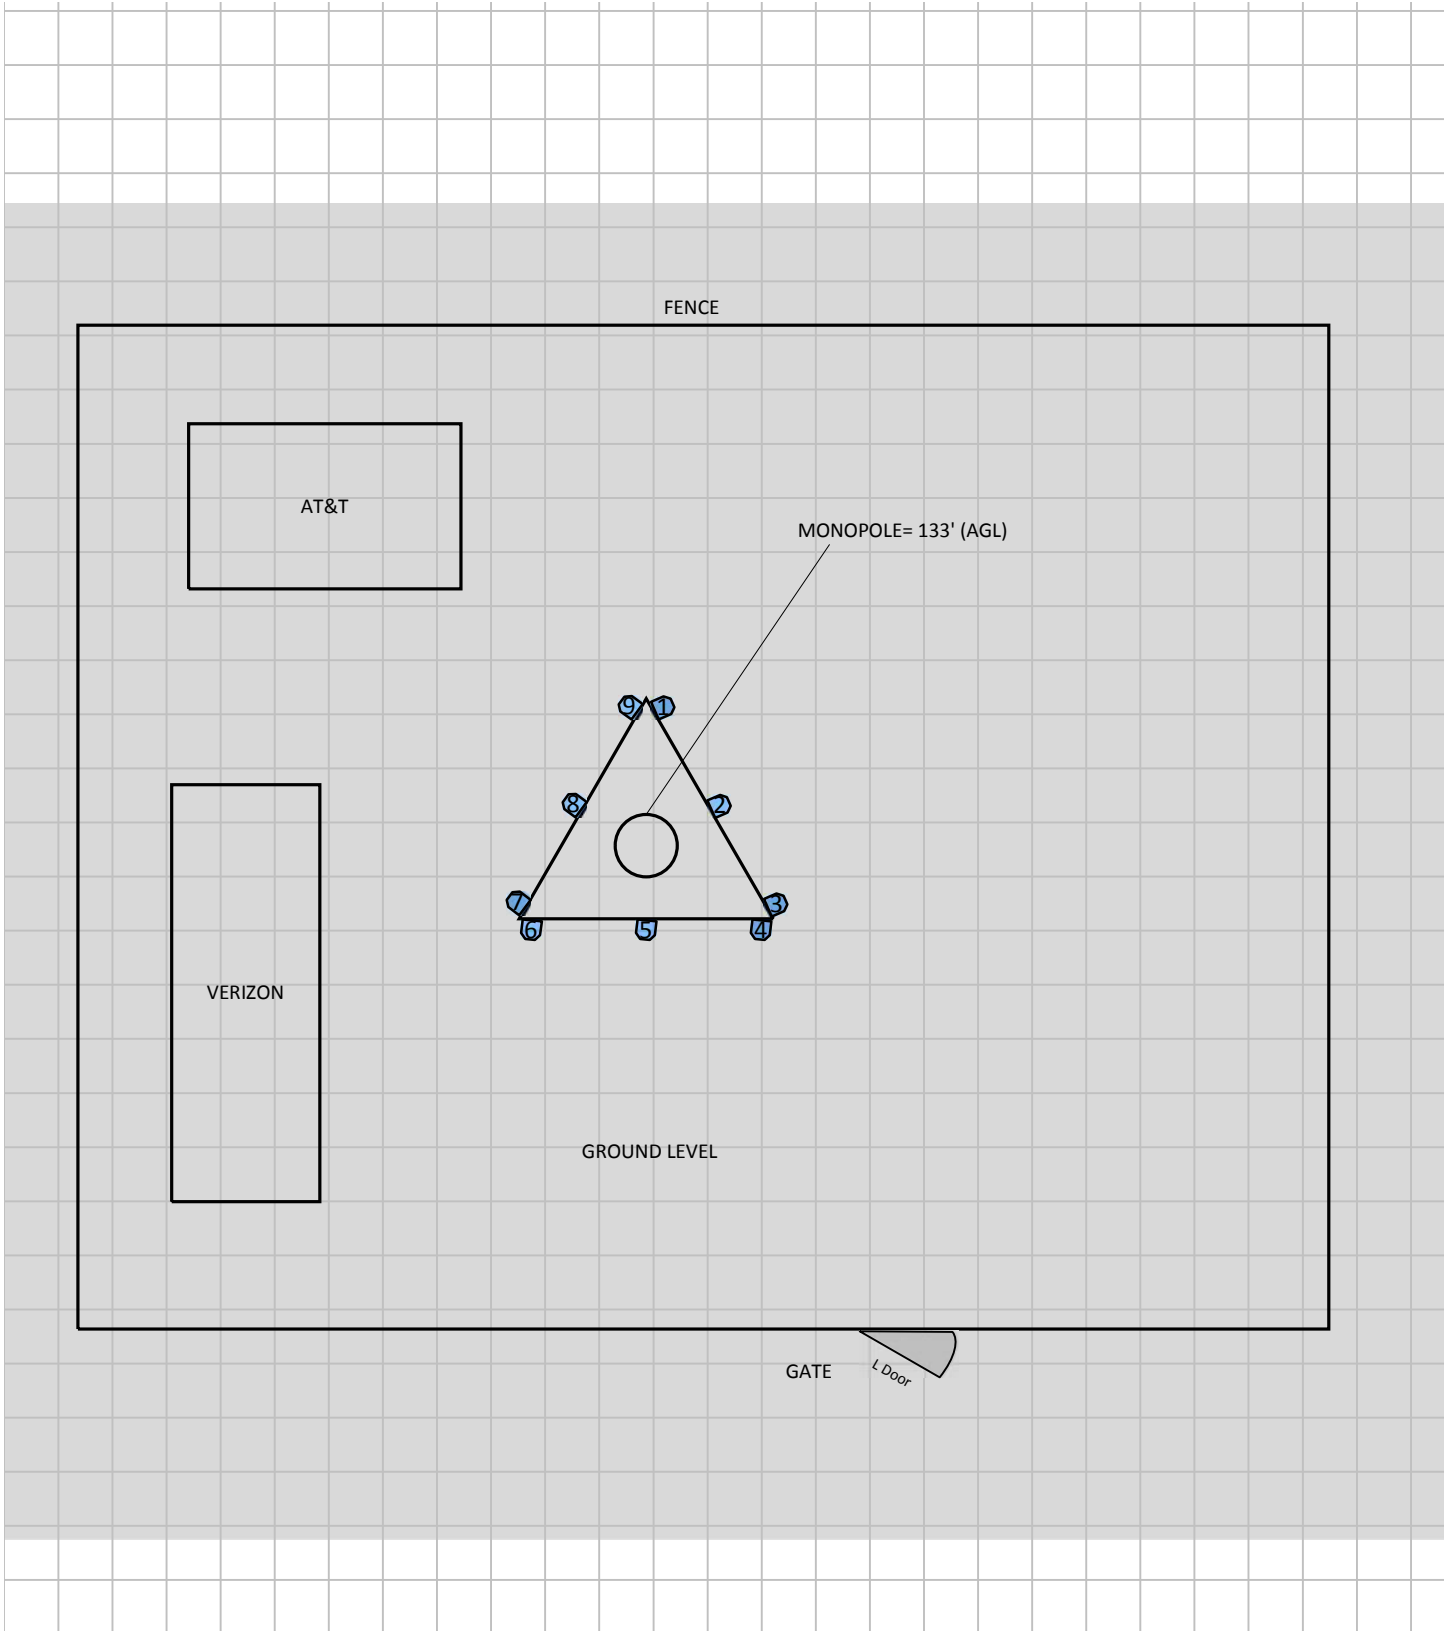 FENCE
AT&T
MONOPOLE= 133' (AGL)
9
1
8
2
7
3
6
5
4
VERIZON
GROUND LEVEL
GATE
L Door